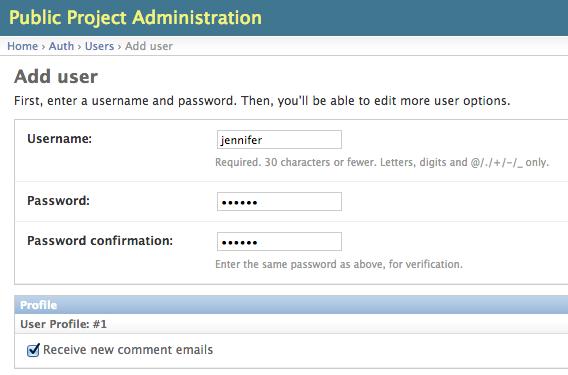 Public Project Administration
Home › Auth › Users › Add user
Add user
First, enter a username and password. Then, you'll be able to edit more user options.
Username:
jennifer
Required. 30 characters or fewer. Letters, digits and @/./+/-/_ only.
Password:
••••••
Password confirmation:
••••••
Enter the same password as above, for verification.
Profile
User Profile: #1
Receive new comment emails